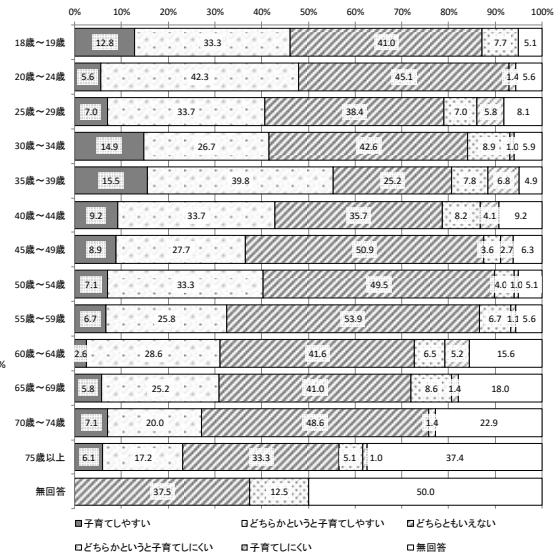 0% 10% 20% 30% 40% 50% 60% 70% 80% 90% 100%
18歳～19歳 12.8 33.3 41.0 7.7 5.1
20歳～24歳 5.6 42.3 45.1 1.4 5.6
25歳～29歳 7.0 33.7 38.4 7.0 5.8 8.1
30歳～34歳 14.9 26.7 42.6 8.9 1.0 5.9
35歳～39歳 15.5 39.8 25.2 7.8 6.8 4.9
40歳～44歳 9.2 33.7 35.7 8.2 4.1 9.2
45歳～49歳 8.9 27.7 50.9 3.6 2.7 6.3
50歳～54歳 7.1 33.3 49.5 4.0 1.0 5.1
55歳～59歳 6.7 25.8 53.9 6.7 1.1 5.6
60歳～64歳 2.6 28.6 41.6 6.5 5.2 15.6
%
65歳～69歳 5.8 25.2 41.0 8.6 1.4 18.0
70歳～74歳 7.1 20.0 48.6 1.4 22.9
75歳以上 6.1 17.2 33.3 5.1 1.0 37.4
無回答 37.5 12.5 50.0
子育てしやすい どちらかというと子育てしやすい どちらともいえない
どちらかというと子育てしにくい 子育てしにくい 無回答